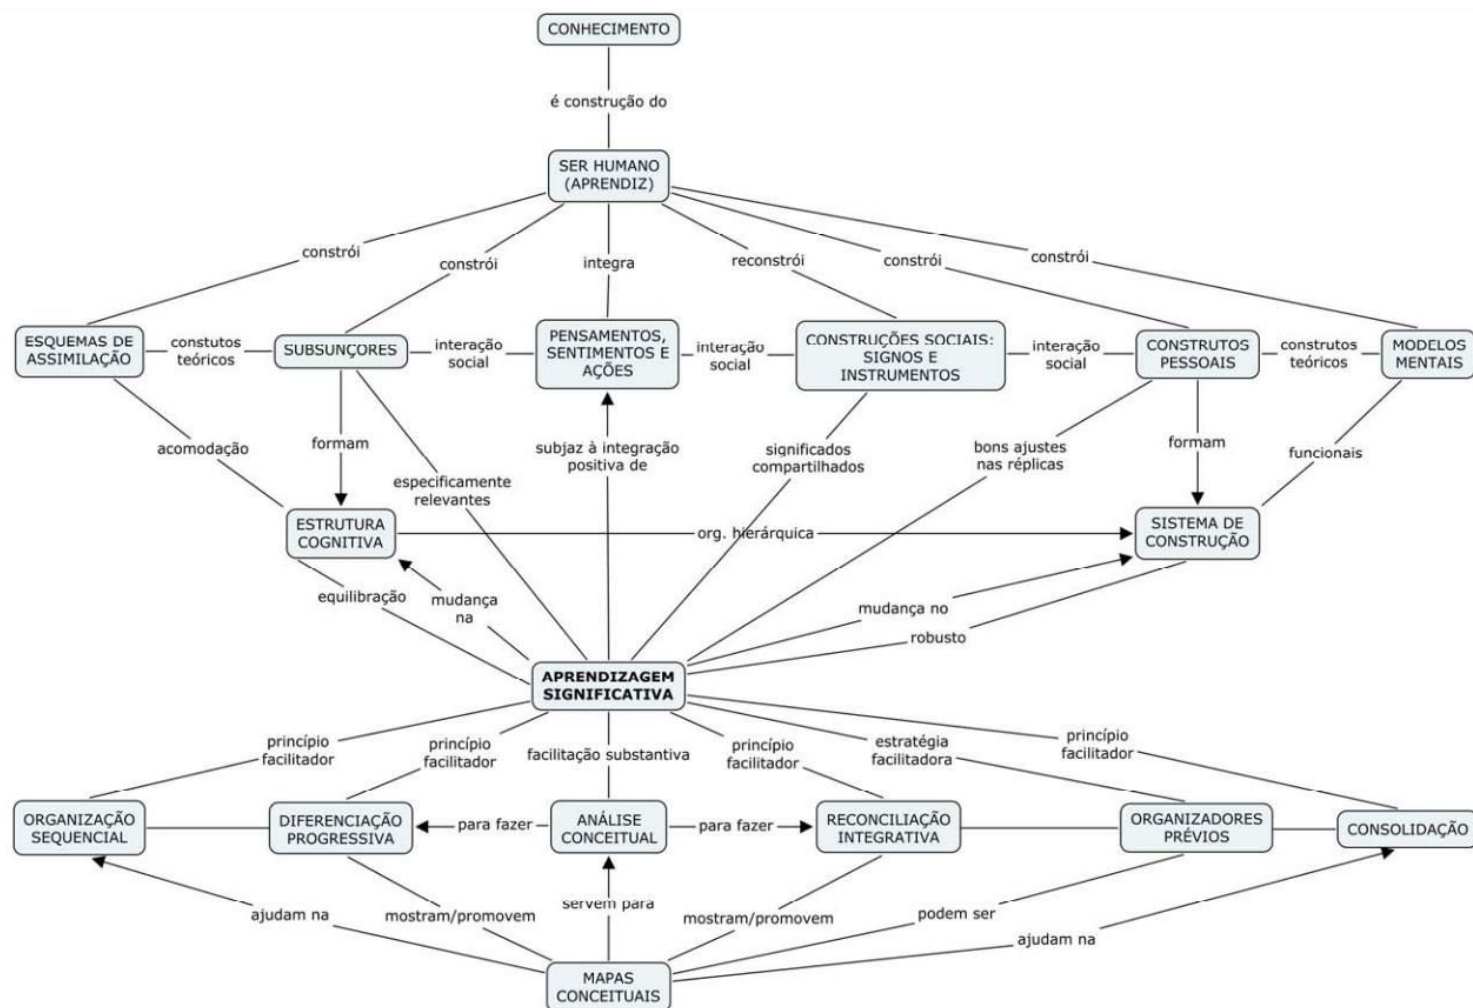 CONHECIMENTO
é construção do
SER HUMANO
(APRENDIZ)
constrói
constrói
integra
reconstrói
constrói
constrói
ESQUEMAS DE
ASSIMILAÇÃO
constutos
teóricos
SUBSUNÇORES
interação
social
PENSAMENTOS,
SENTIMENTOS E
AÇÕES
interação
social
CONSTRUÇÕES SOCIAIS:
SIGNOS E
INSTRUMENTOS
interação
social
CONSTRUTOS
PESSOAIS
construtos
teóricos
MODELOS
MENTAIS
acomodação
formam
especificamente
relevantes
subjaz à integração
positiva de
significados
compartilhados
bons ajustes
nas réplicas
formam
funcionais
ESTRUTURA
COGNITIVA
org. hierárquica
SISTEMA DE
CONSTRUÇÃO
equilibração
mudança
na
mudança no
robusto
APRENDIZAGEM
SIGNIFICATIVA
princípio
facilitador
princípio
facilitador
facilitação substantiva
princípio
facilitador
estratégia
facilitadora
princípio
facilitador
ORGANIZAÇÃO
SEQUENCIAL
DIFERENCIAÇÃO
PROGRESSIVA
para fazer
ANÁLISE
CONCEITUAL
para fazer
RECONCILIAÇÃO
INTEGRATIVA
ORGANIZADORES
PRÉVIOS
CONSOLIDAÇÃO
ajudam na
mostram/promovem
servem para
mostram/promovem
podem ser
ajudam na
MAPAS
CONCEITUAIS